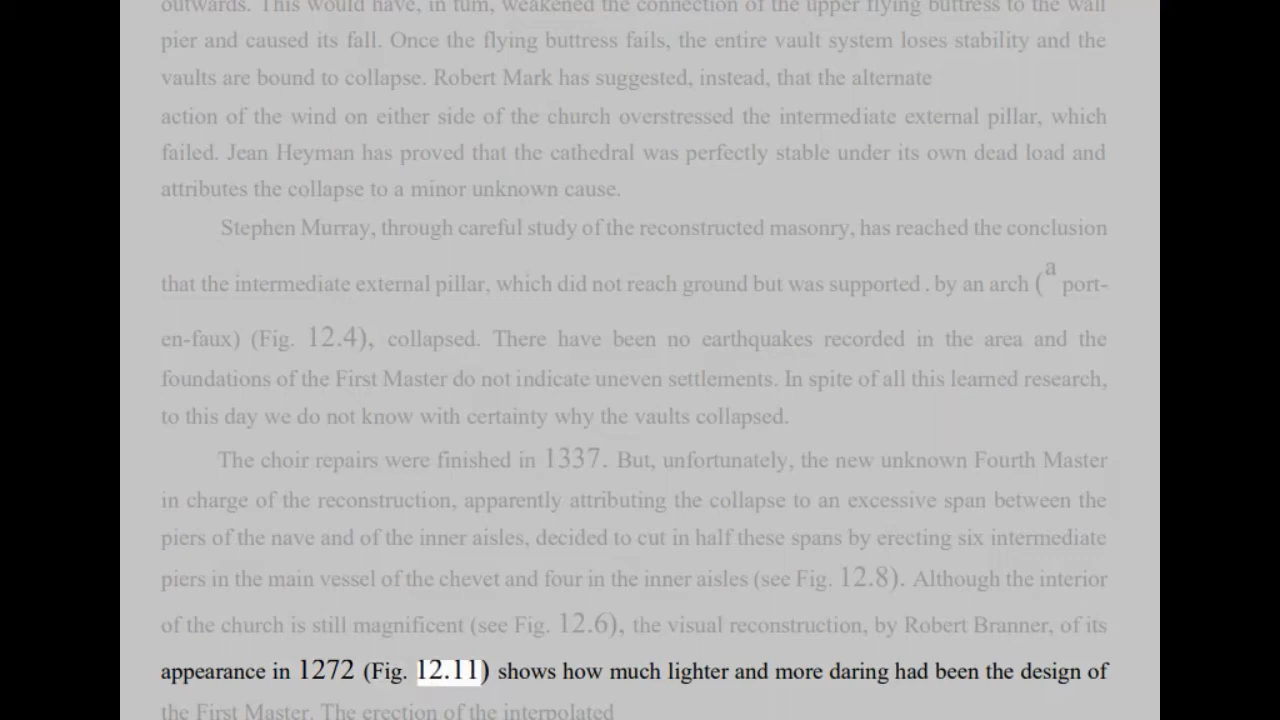 outwards. This would have, in tum, weakened the connection of the upper flying buttress to the wall
pier and caused its fall. Once the flying buttress fails, the entire vault system loses stability and the
vaults are bound to collapse. Robert Mark has suggested, instead, that the alternate
action of the wind on either side of the church overstressed the intermediate external pillar, which
failed. Jean Heyman has proved that the cathedral was perfectly stable under its own dead load and
attributes the collapse to a minor unknown cause.
Stephen Murray, through careful study of the reconstructed masonry, has reached the conclusion
that the intermediate external pillar, which did not reach ground but was supported . by an arch (a port-
en-faux) (Fig. 12.4), collapsed. There have been no earthquakes recorded in the area and the
foundations of the First Master do not indicate uneven settlements. In spite of all this learned research,
to this day we do not know with certainty why the vaults collapsed.
The choir repairs were finished in 1337. But, unfortunately, the new unknown Fourth Master
in charge of the reconstruction, apparently attributing the collapse to an excessive span between the
piers of the nave and of the inner aisles, decided to cut in half these spans by erecting six intermediate
piers in the main vessel of the chevet and four in the inner aisles (see Fig. 12.8). Although the interior
of the church is still magnificent (see Fig. 12.6), the visual reconstruction, by Robert Branner, of its
appearance in 1272 (Fig. 12.11) shows how much lighter and more daring had been the design of
the First Master. The erection of the interpolated